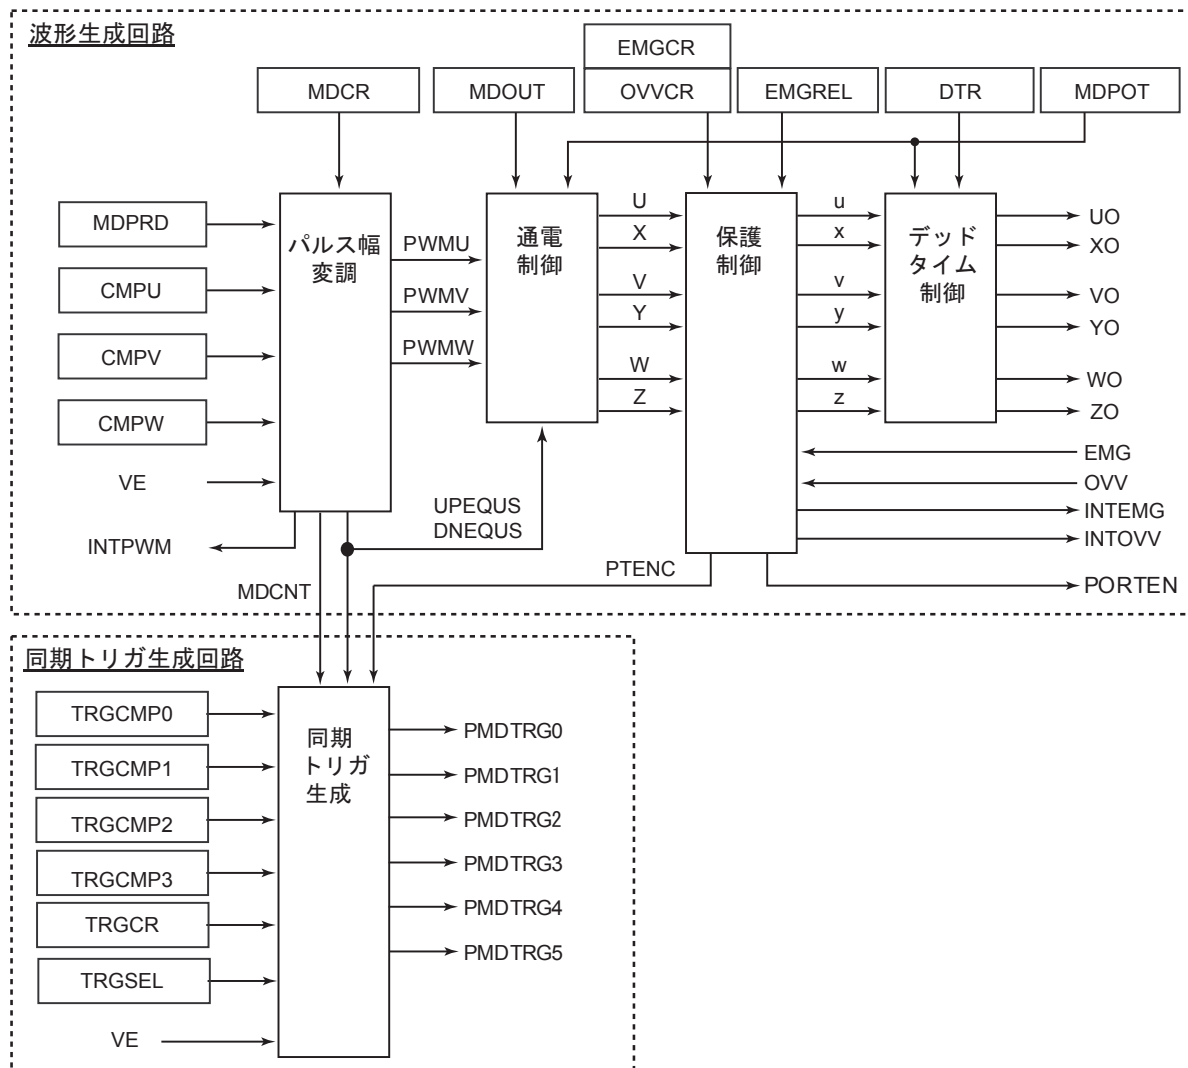 波形生成回路
EMGCR
MDCR
MDOUT
OVVCR
EMGREL
DTR
MDPOT
MDPRD
CMPU
CMPV
CMPW
VE
パルス幅
変調
PWMU
PWMV
PWMW
通電
制御
U
X
V
Y
W
Z
保護
制御
u
x
v
y
w
z
デッド
タイム
制御
UO
XO
VO
YO
WO
ZO
EMG
OVV
INTEMG
INTOVV
PORTEN
UPEQUS
DNEQUS
INTPWM
MDCNT
PTENC
同期トリガ生成回路
TRGCMP0
TRGCMP1
TRGCMP2
TRGCMP3
TRGCR
TRGSEL
VE
同期
トリガ
生成
PMDTRG0
PMDTRG1
PMDTRG2
PMDTRG3
PMDTRG4
PMDTRG5